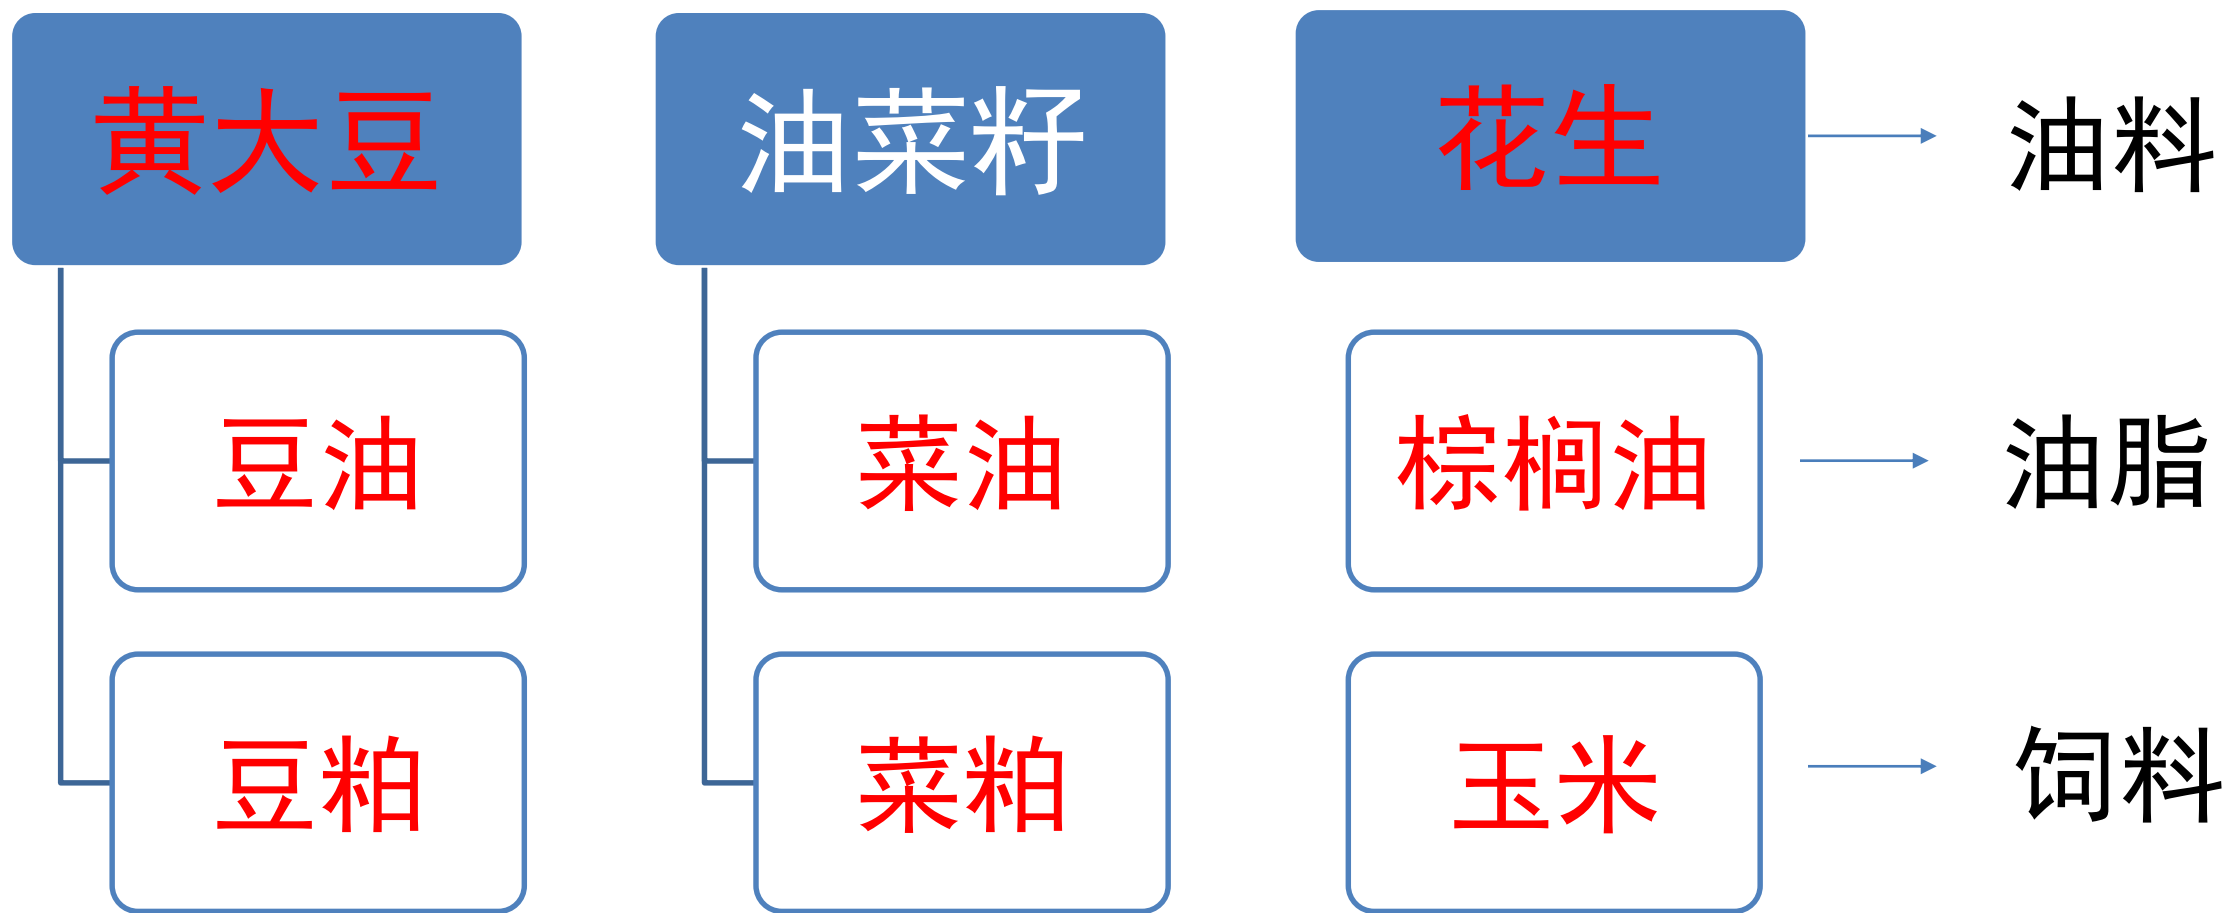 黄大豆 油菜籽 花生 油料
豆油 菜油 棕榈油 油脂
豆粕 菜粕 玉米 饲料